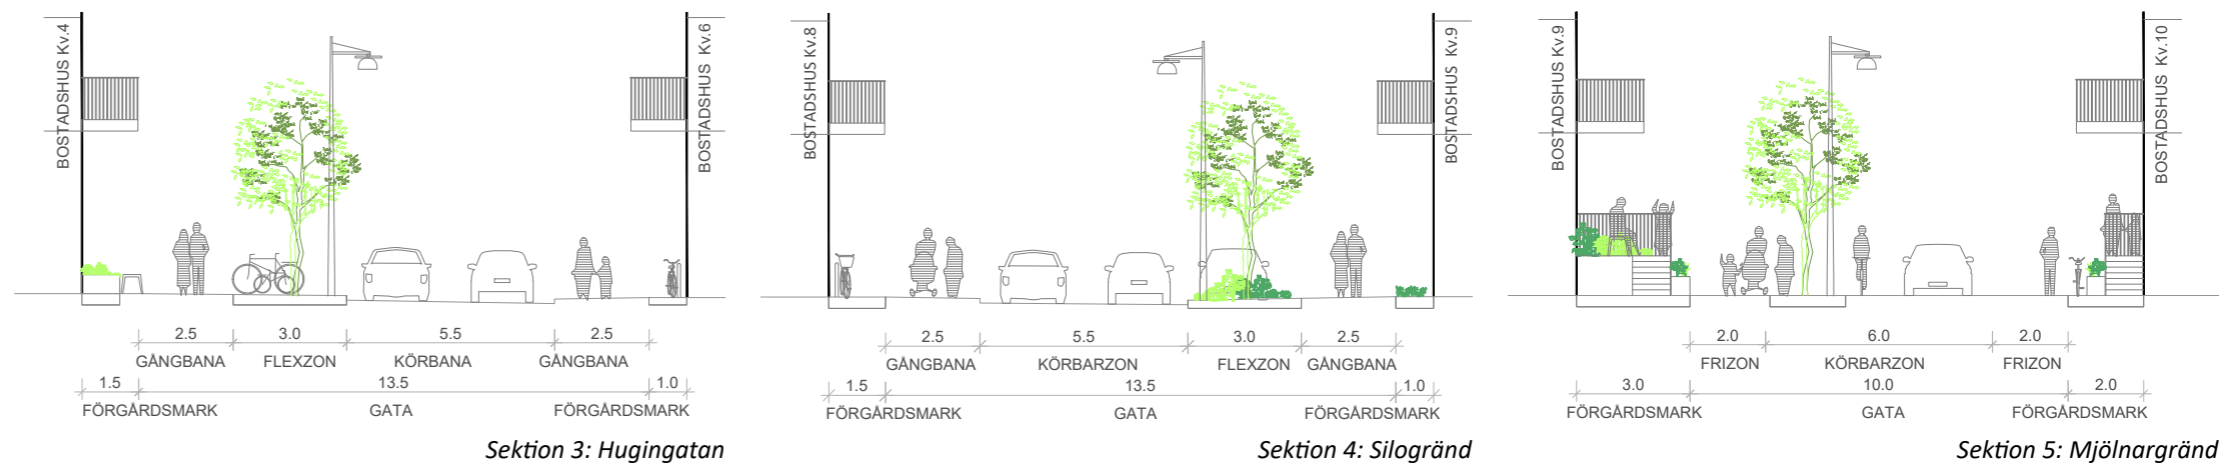 BOSTADSHUS Kv.4
BOSTADSHUS Kv.6
2.5 3.0 5.5 2.5
GÅNGBANA FLEXZON KÖRBANA GÅNGBANA
1.5 13.5 1.0
FÖRGÅRDSMARK GATA FÖRGÅRDSMARK
Sektion 3: Hugingatan
BOSTADSHUS Kv.8
BOSTADSHUS Kv.9
2.5 5.5 3.0 2.5
GÅNGBANA KÖRBARZON FLEXZON GÅNGBANA
1.5 13.5 1.0
FÖRGÅRDSMARK GATA FÖRGÅRDSMARK
Sektion 4: Silogränd
BOSTADSHUS Kv.9
BOSTADSHUS Kv.10
2.0 6.0 2.0
FRIZON KÖRBARZON FRIZON
3.0 10.0 2.0
FÖRGÅRDSMARK GATA FÖRGÅRDSMARK
Sektion 5: Mjölnargränd